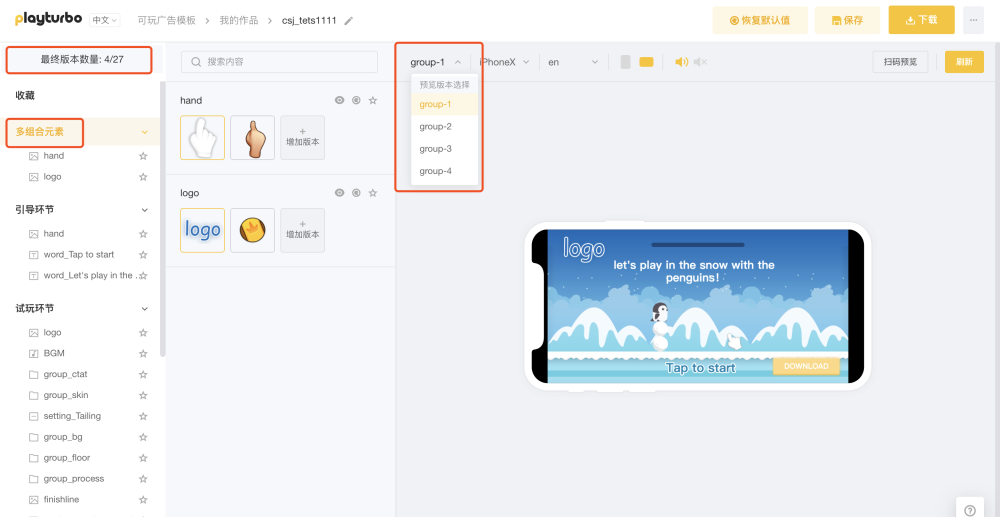 playturbo
中文
可玩广告模板
我的作品
csj_tets1111
恢复默认值
保存
下载
...
最终版本数量: 4/27
搜索内容
group-1
iPhoneX
en
扫码预览
刷新
收藏
多组合元素
hand
logo
引导环节
hand
word_Tap to start
word_Let's play in the ..
试玩环节
logo
BGM
group_ctat
group_skin
setting_Tailing
group_bg
group_floor
group_process
finishline
hand
+
增加版本
logo
logo
+
增加版本
预览版本选择
group-1
group-2
group-3
group-4
logo
let's play in the snow with the
penguins!
Tap to start
DOWNLOAD